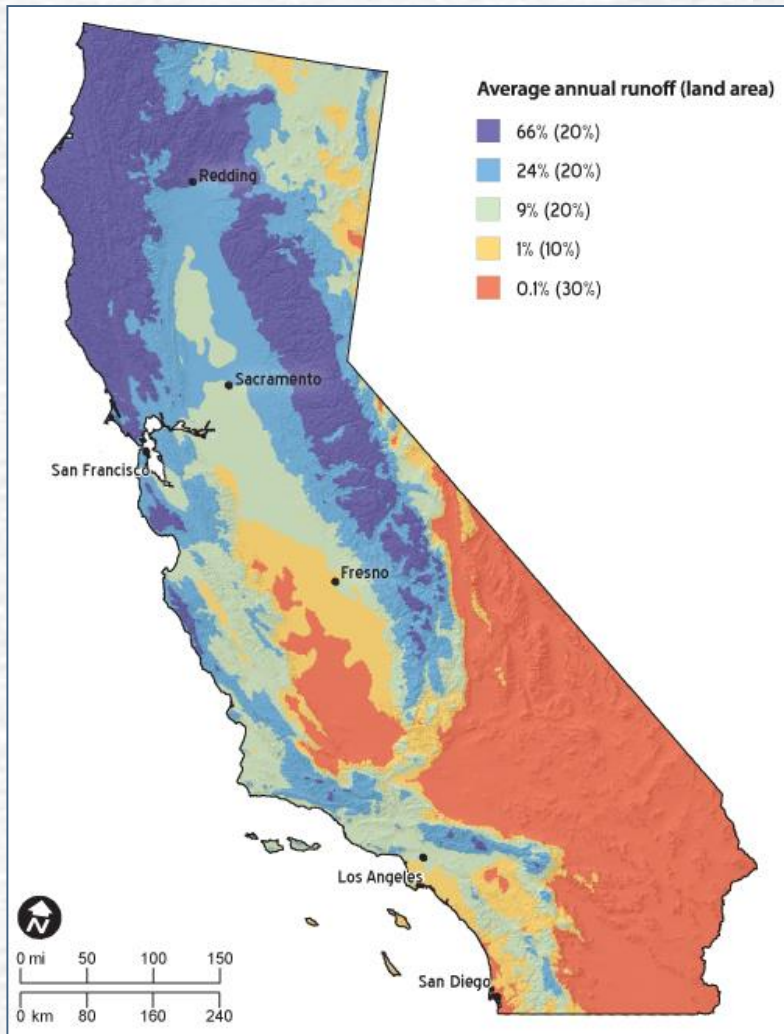 Average annual runoff (land area)
66% (20%)
24% (20%)
9% (20%)
1% (10%)
0.1% (30%)
Redding
Sacramento
San Francisco
Fresno
Los Angeles
San Diego
N
0 mi 50 100 150
0 km 80 160 240